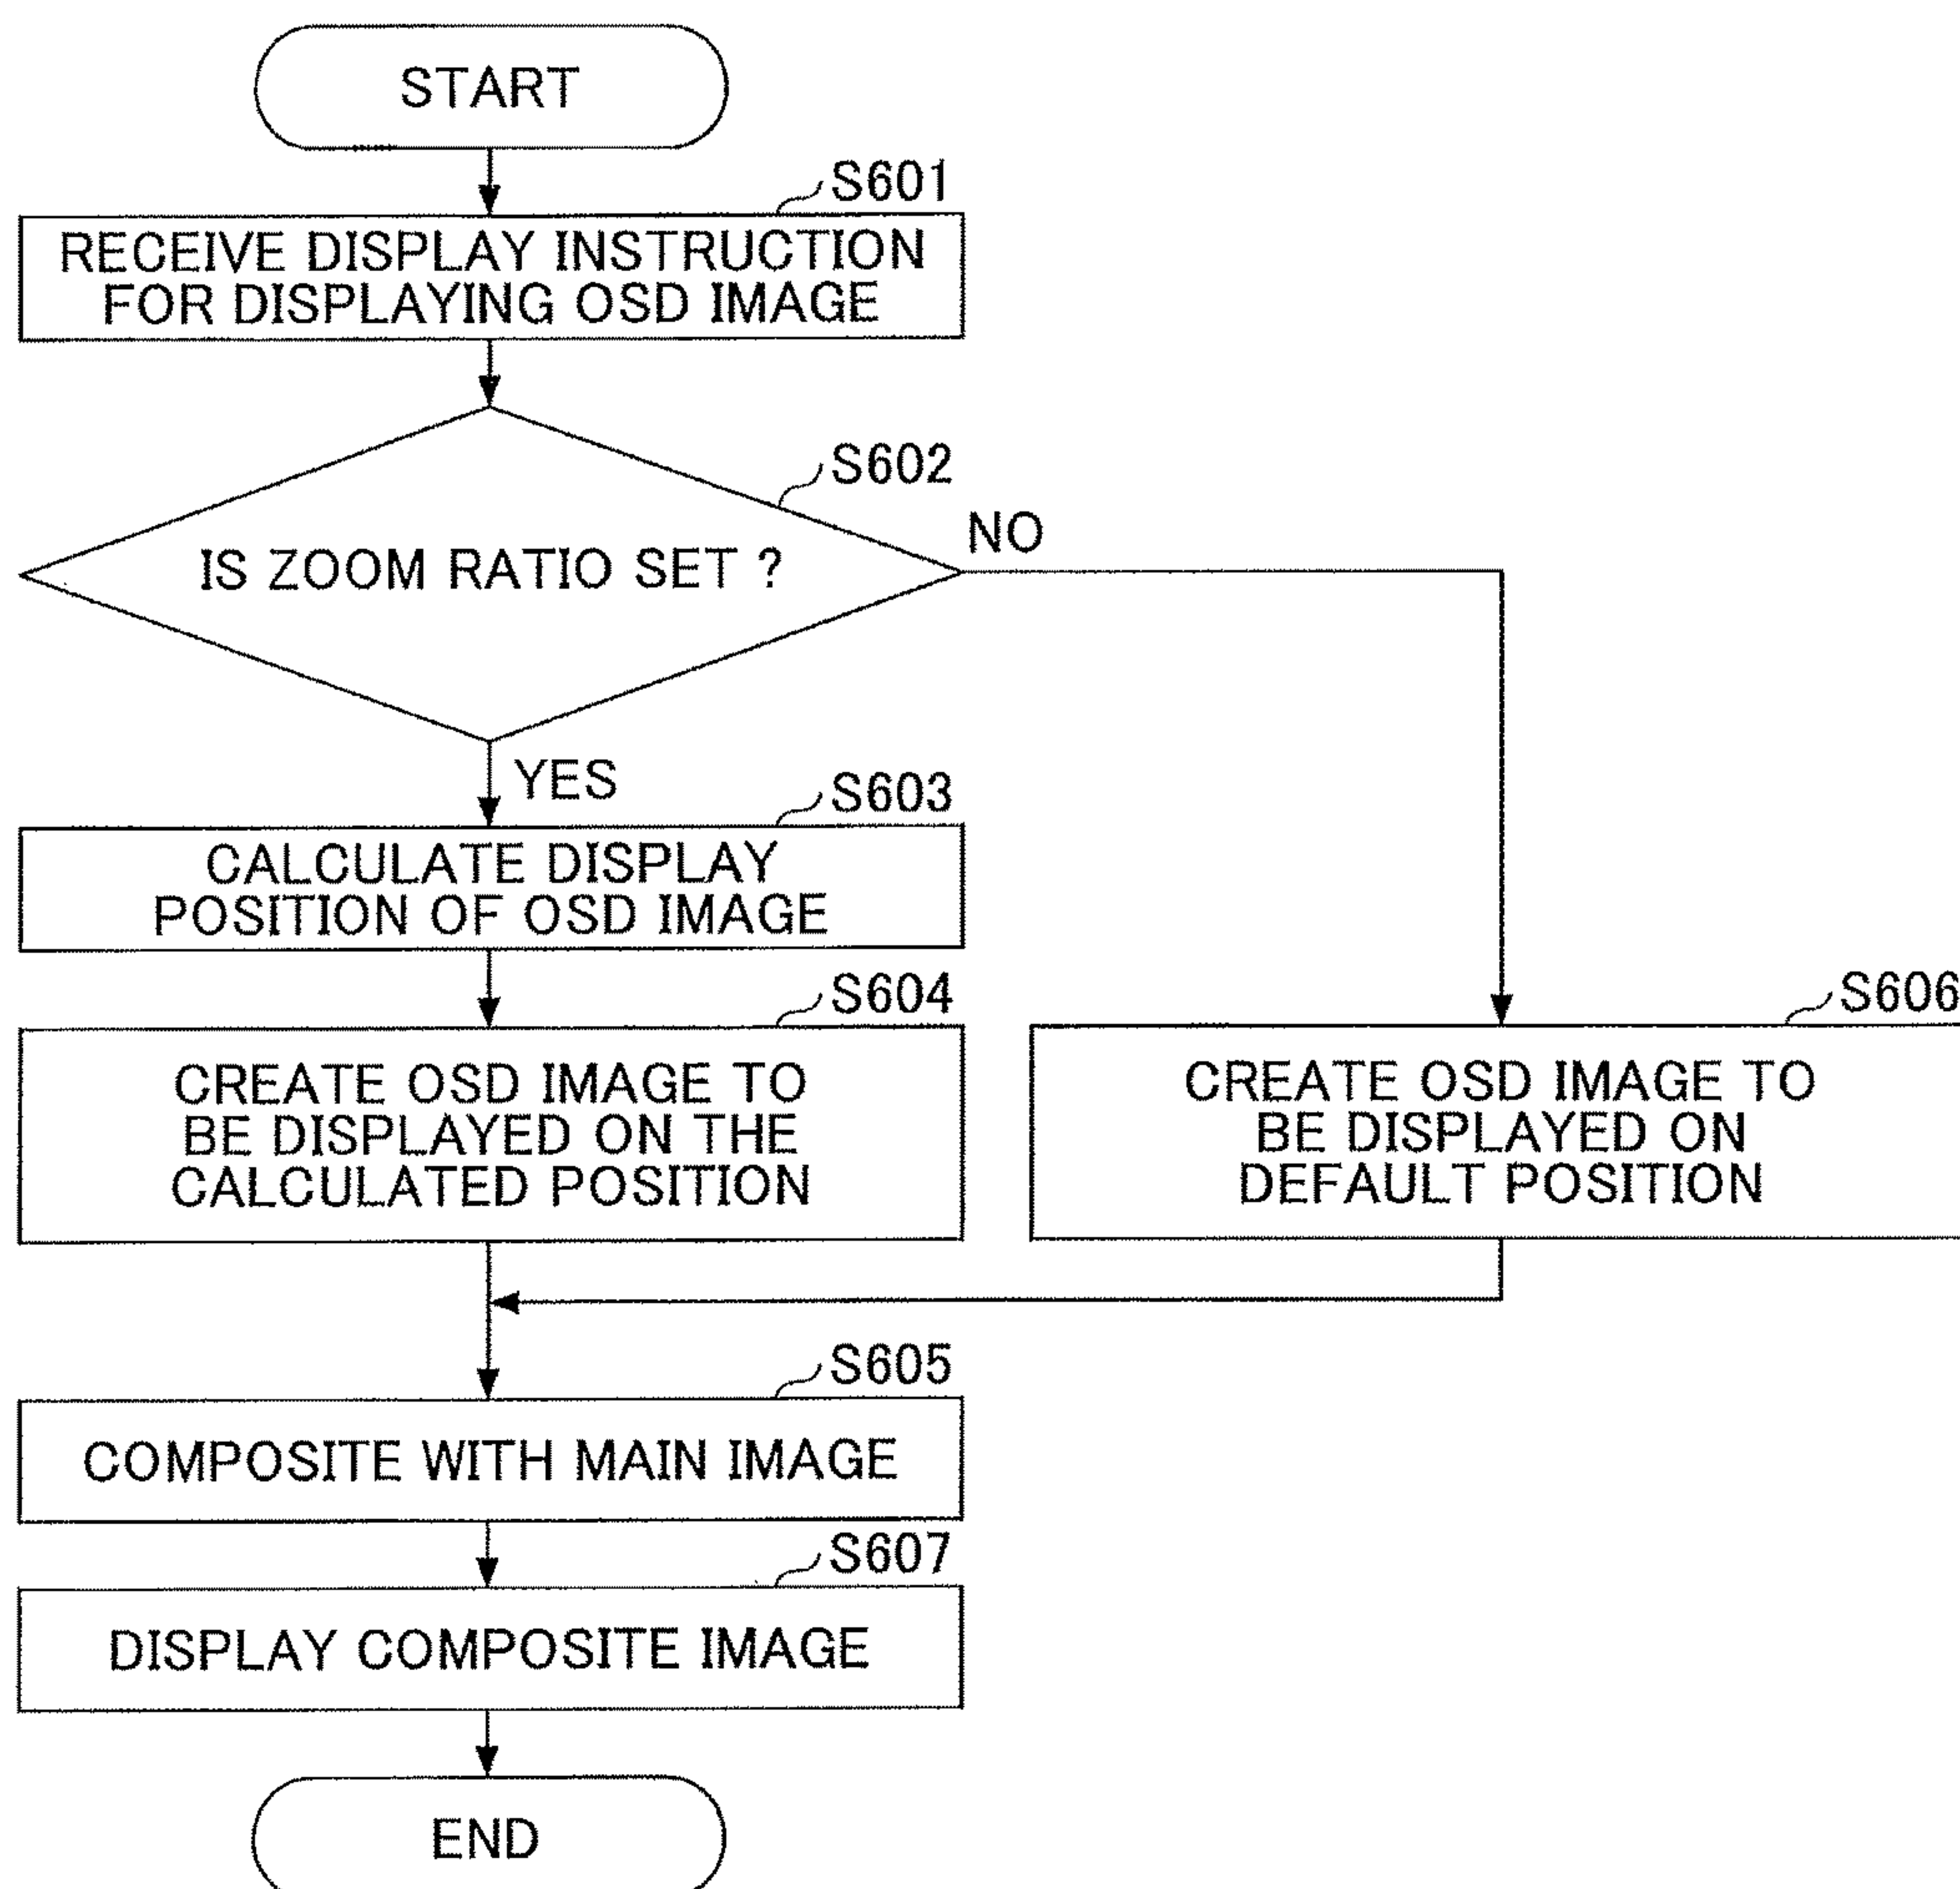 START
S601
RECEIVE DISPLAY INSTRUCTION
FOR DISPLAYING OSD IMAGE
S602
IS ZOOM RATIO SET ?
NO
YES
S603
CALCULATE DISPLAY
POSITION OF OSD IMAGE
S604
CREATE OSD IMAGE TO
BE DISPLAYED ON THE
CALCULATED POSITION
S606
CREATE OSD IMAGE TO
BE DISPLAYED ON
DEFAULT POSITION
S605
COMPOSITE WITH MAIN IMAGE
S607
DISPLAY COMPOSITE IMAGE
END